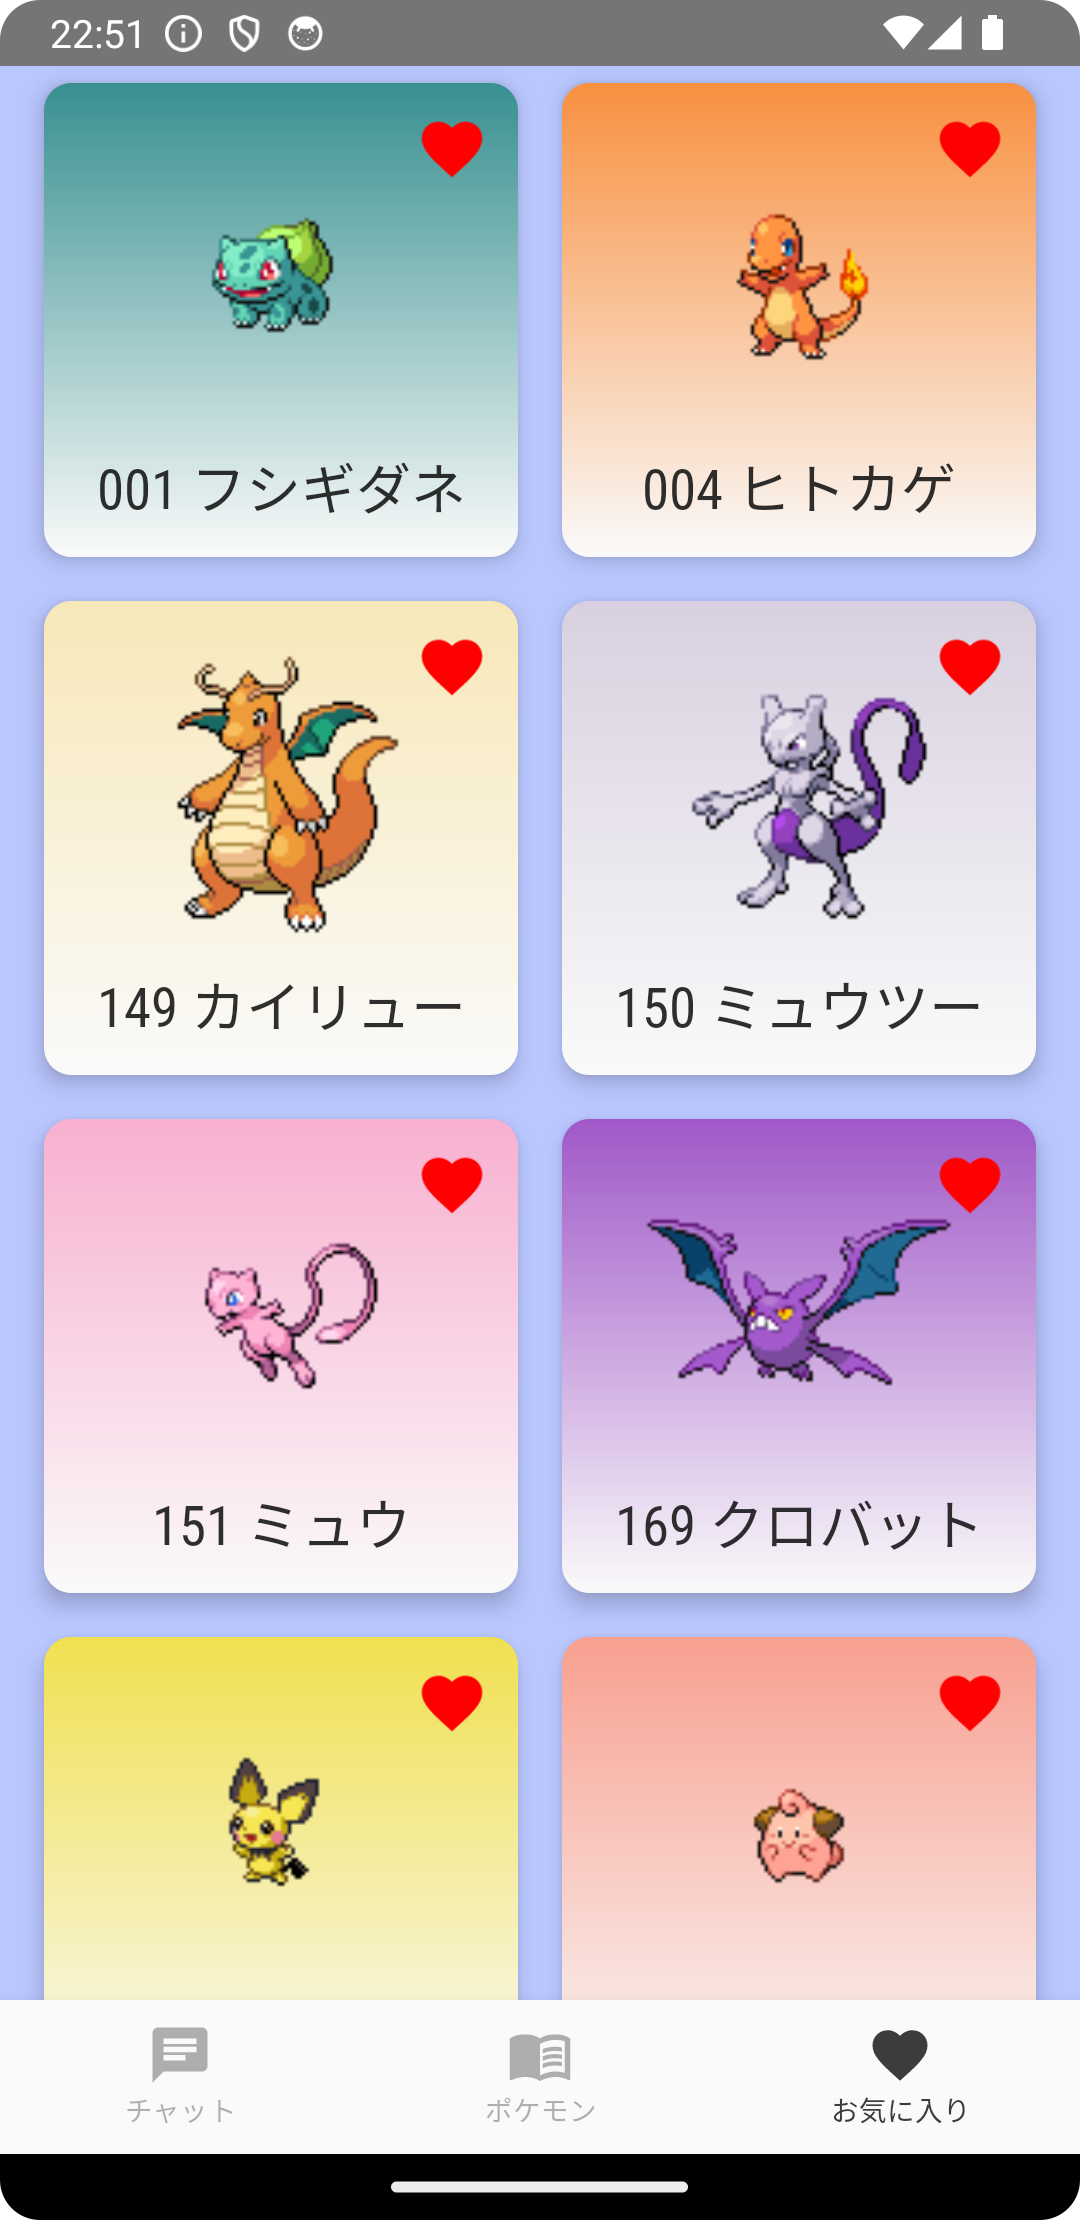 22:51
001 フシギダネ
004 ヒトカゲ
149 カイリュー
150 ミュウツー
151 ミュウ
169 クロバット
チャット
ポケモン
お気に入り